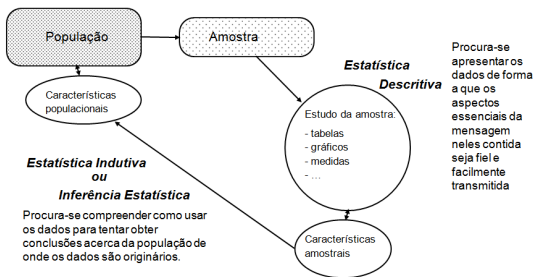 População
Amostra
Características
populacionais
Estatística
Descritiva
Estudo da amostra:
- tabelas
- gráficos
- medidas
- ...
Procura-se
apresentar os
dados de forma
a que os
aspectos
essenciais da
mensagem
neles contida
seja fiel e
facilmente
transmitida
Estatística Indutiva
ou
Inferência Estatística
Procura-se compreender como usar
os dados para tentar obter
conclusões acerca da população de
onde os dados são originários.
Características
amostrais